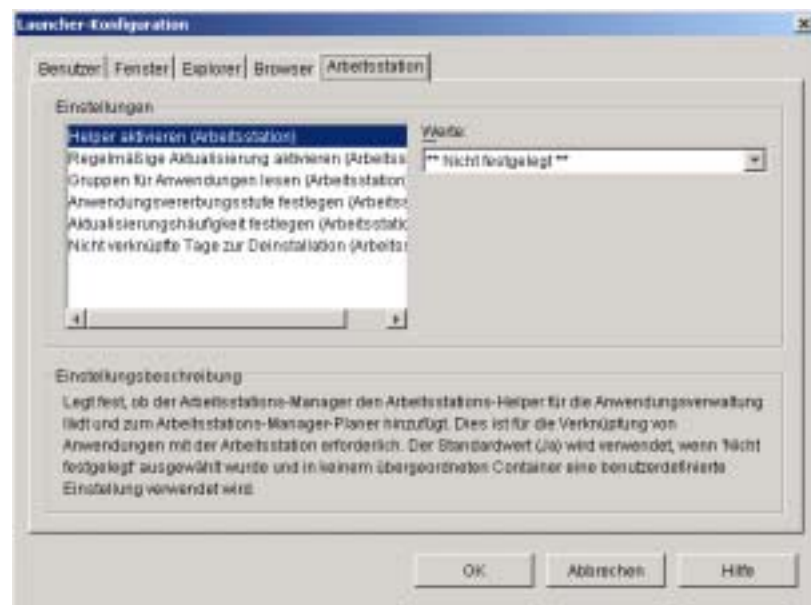 Launcher-Konfiguration
Benutzer Fenster Explorer Browser Arbeitsstation
Einstellungen
Helper aktivieren (Arbeitsstation)
Regelmäßige Aktualisierung aktivieren (Arbeitss
Gruppen für Anwendungen lesen (Arbeitsstation
Anwendungsvererbungsstufe festlegen (Arbeitss
Aktualisierungshäufigkeit festlegen (Arbeitsstatio
Nicht verknüpfte Tage zur Deinstallation (Arbeitss
Werte:
** Nicht festgelegt **
Einstellungsbeschreibung
Legt fest, ob der Arbeitsstations-Manager den Arbeitsstations-Helper für die Anwendungsverwaltung
lädt und zum Arbeitsstations-Manager-Planer hinzufügt. Dies ist für die Verknüpfung von
Anwendungen mit der Arbeitsstation erforderlich. Der Standardwert (Ja) wird verwendet, wenn 'Nicht
festgelegt' ausgewählt wurde und in keinem übergeordneten Container eine benutzerdefinierte
Einstellung verwendet wird.
OK Abbrechen Hilfe